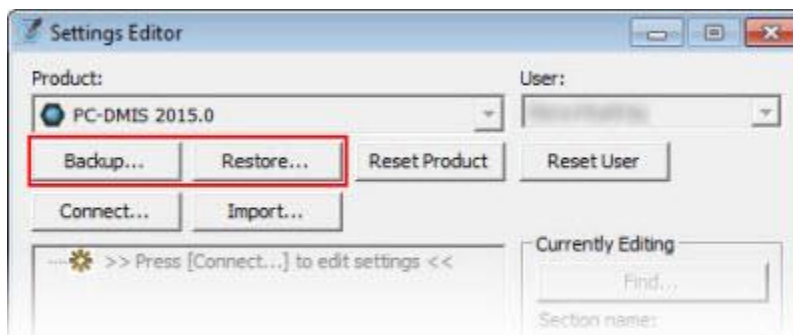 Settings Editor
Product: User:
PC-DMIS 2015.0
Backup... Restore... Reset Product Reset User
Connect... Import...
>> Press [Connect...] to edit settings << Currently Editing
Find...
Section name: